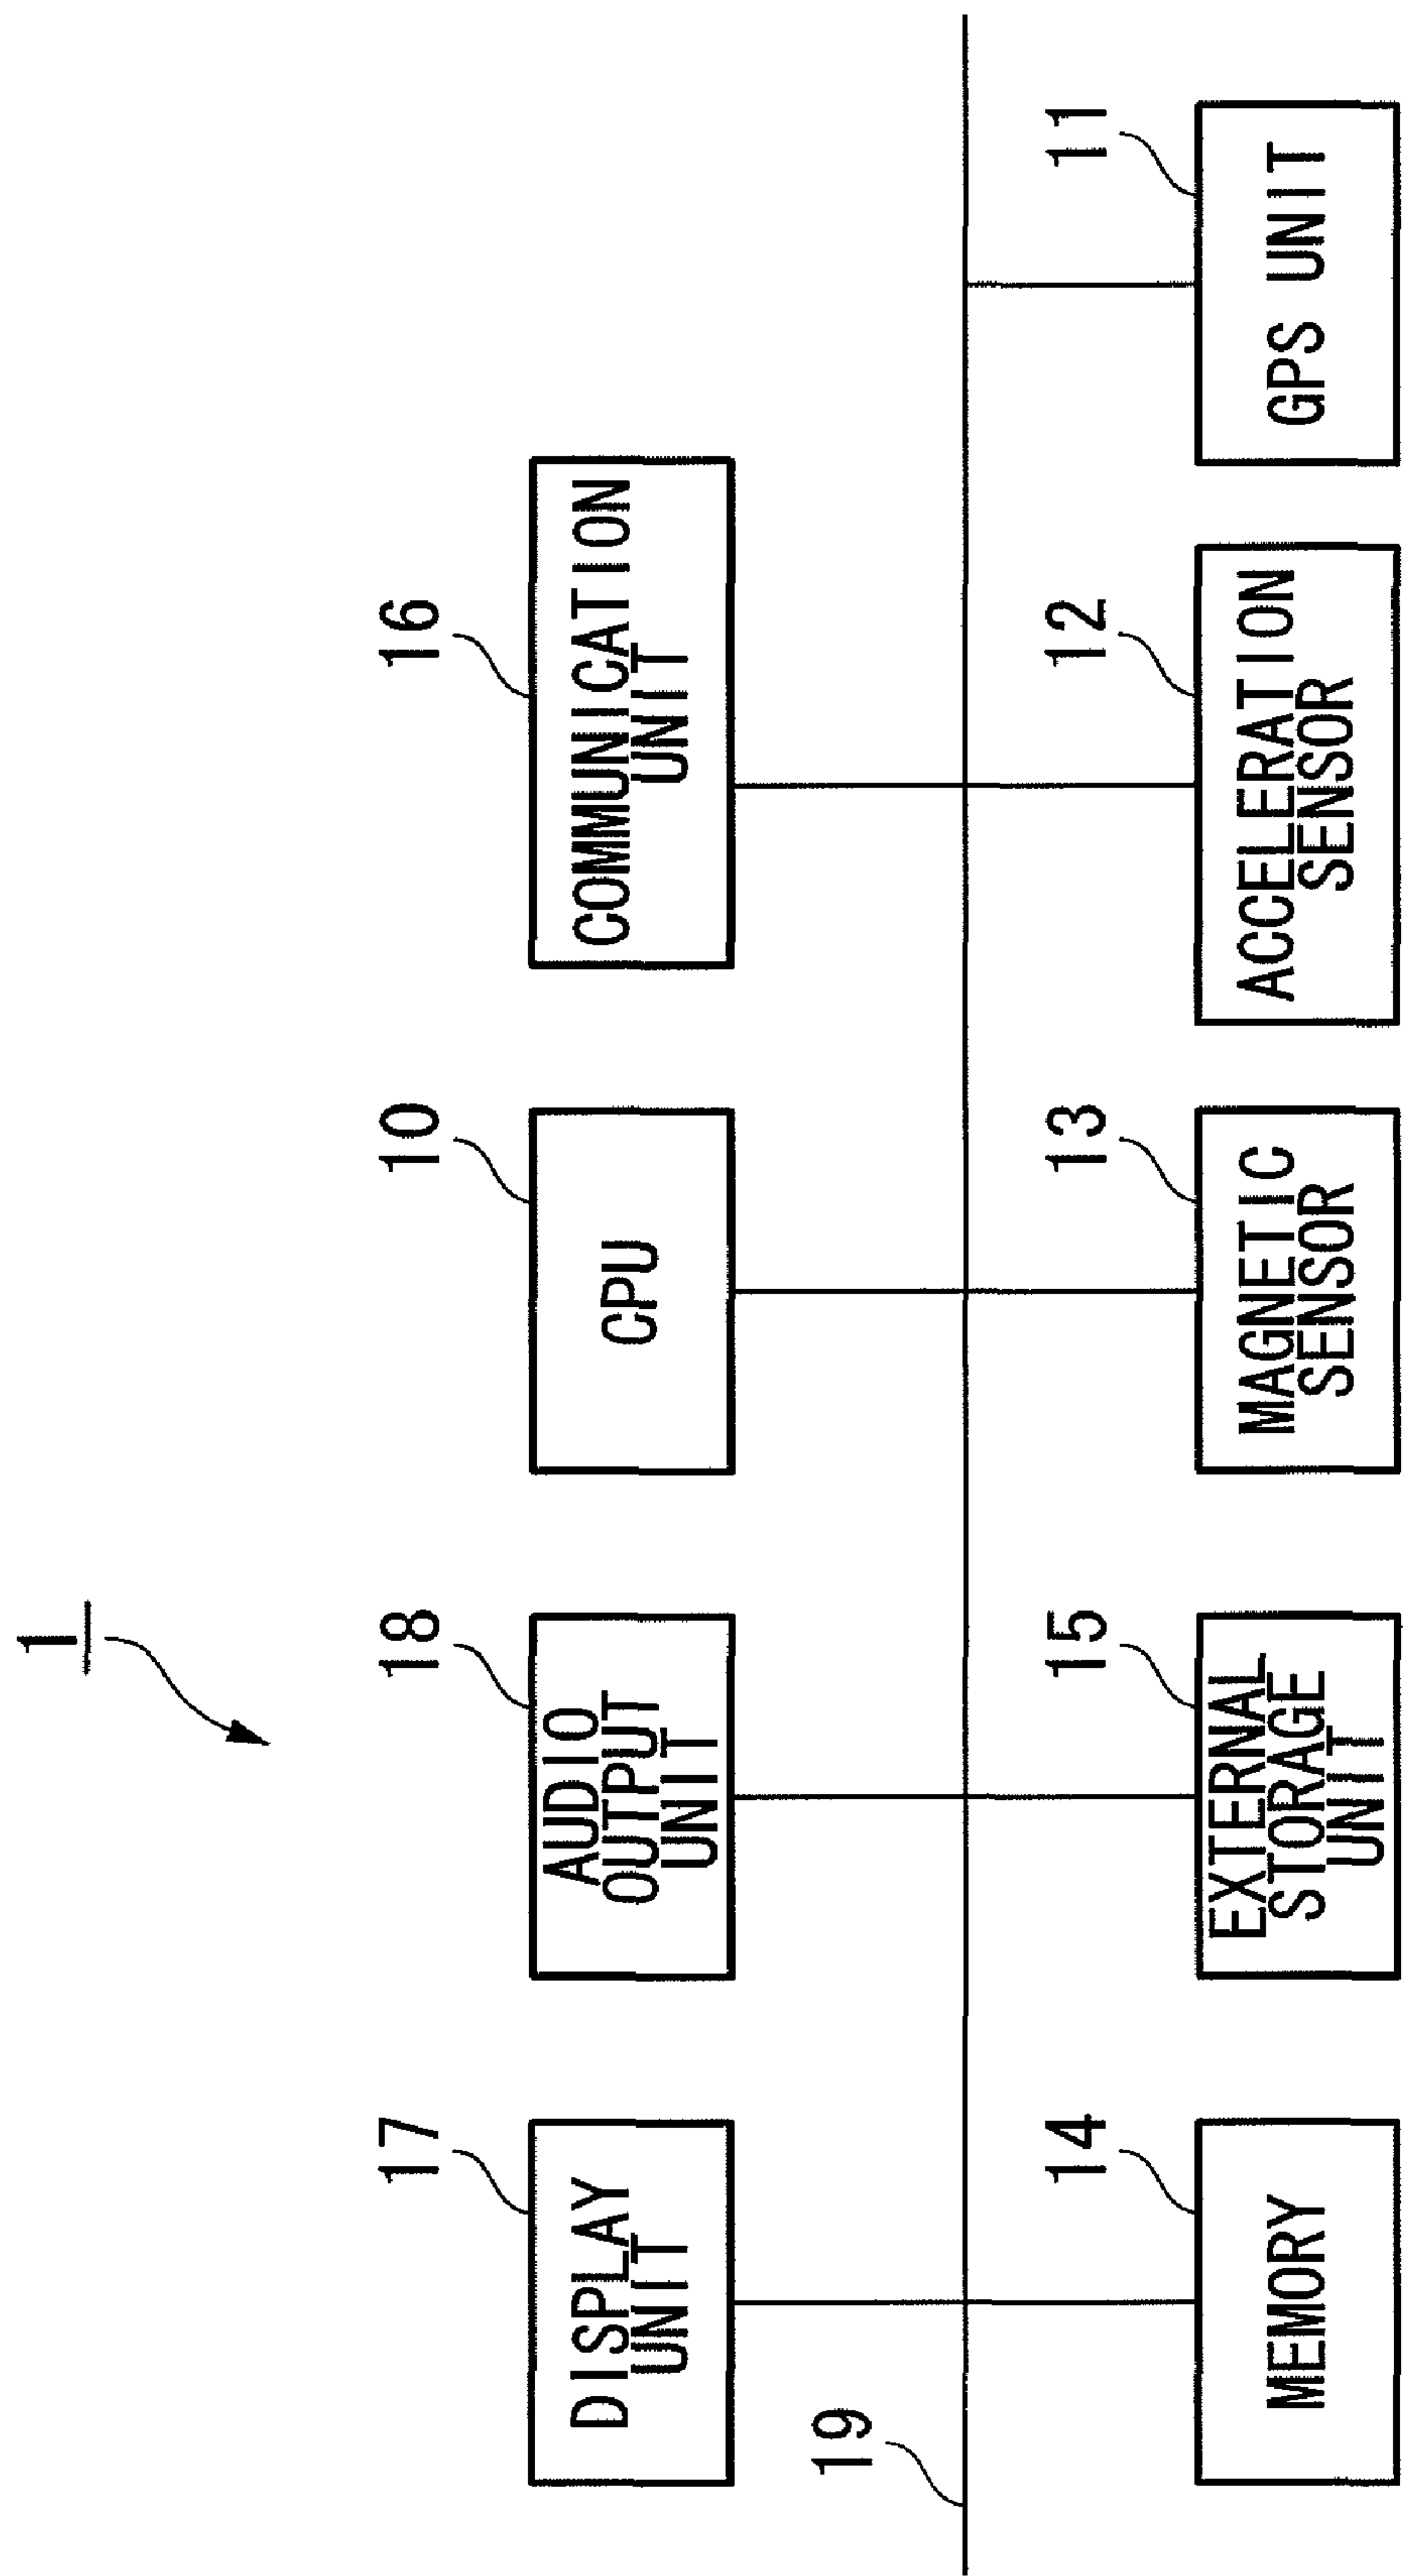 1
17
18
10
16
DISPLAY
UNIT
AUDIO
OUTPUT
UNIT
CPU
COMMUNICATION
UNIT
19
14
15
13
12
11
MEMORY
EXTERNAL
STORAGE
UNIT
MAGNETIC
SENSOR
ACCELERATION
SENSOR
GPS UNIT